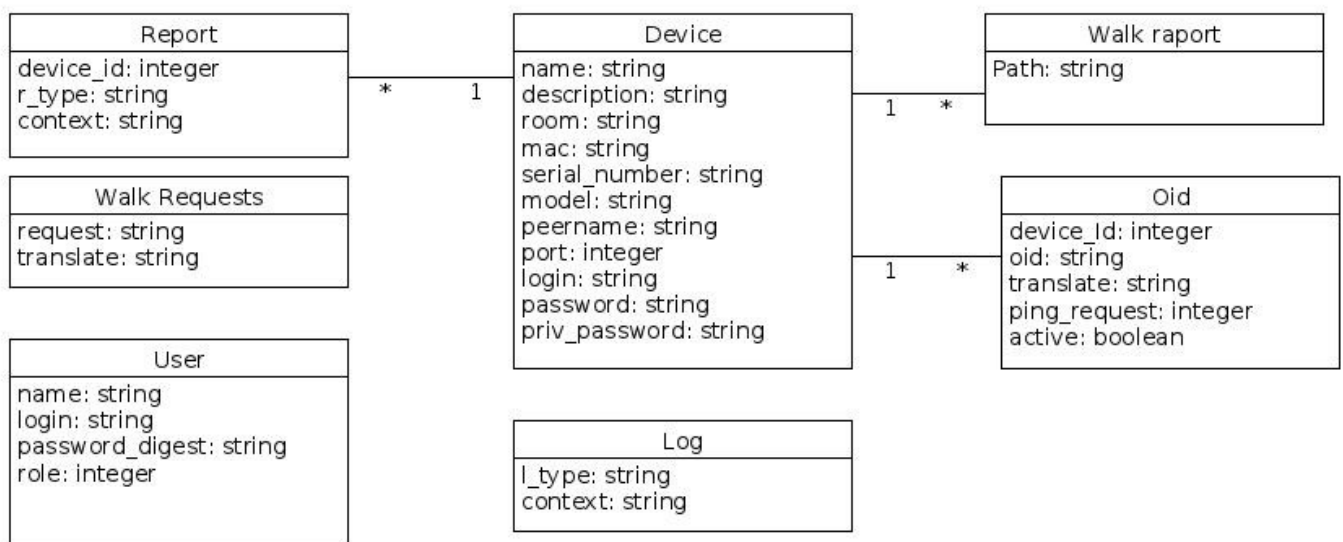 Report
device_id: integer
r_type: string
context: string
*
1
Device
name: string
description: string
room: string
mac: string
serial_number: string
model: string
peername: string
port: integer
login: string
password: string
priv_password: string
1
*
Walk raport
Path: string
Walk Requests
request: string
translate: string
1
*
Oid
device_Id: integer
oid: string
translate: string
ping_request: integer
active: boolean
User
name: string
login: string
password_digest: string
role: integer
Log
l_type: string
context: string